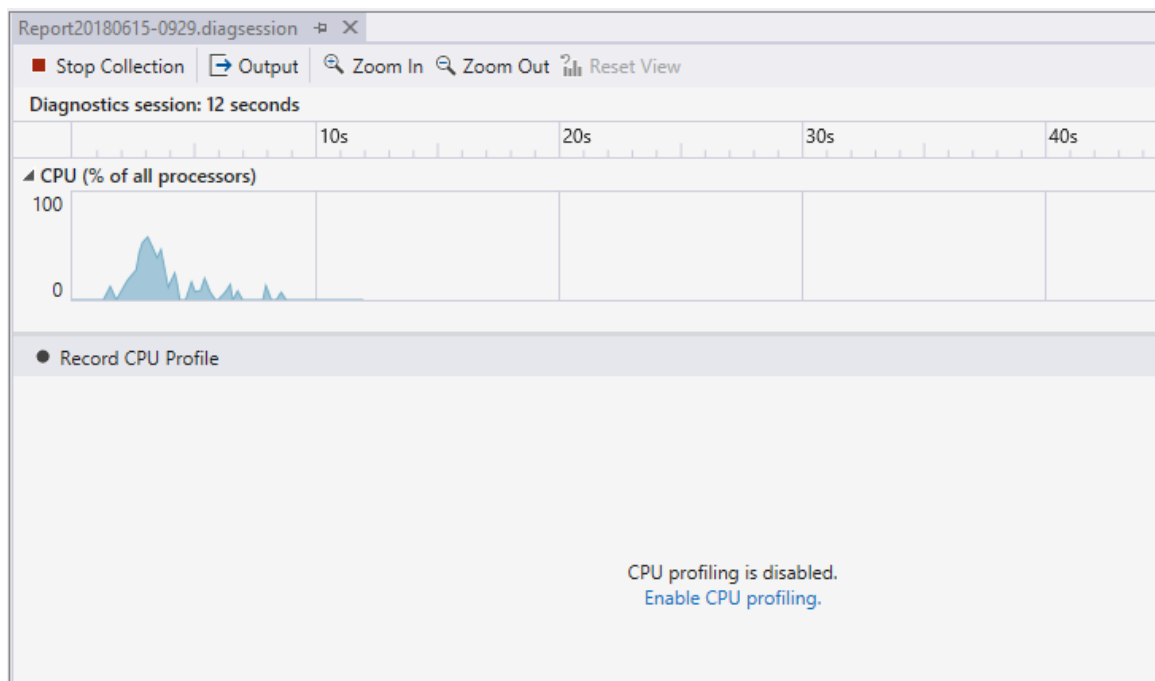 Report20180615-0929.diagsession
Stop Collection Output Zoom In Zoom Out Reset View
Diagnostics session: 12 seconds
10s 20s 30s 40s
CPU (% of all processors)
100
0
Record CPU Profile
CPU profiling is disabled.
Enable CPU profiling.